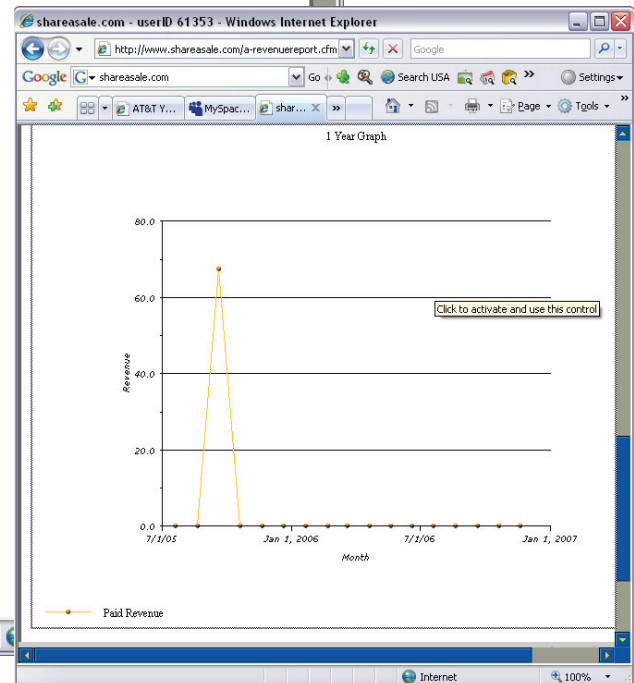 shareasale.com - userID 61353 - Windows Internet Explorer
http://www.shareasale.com/a-revenuereport.cfm
Google
Google G shareasale.com Go Search USA » Settings
AT&T Y... MySpac... shar... » Page Tools »
1 Year Graph
80.0
60.0
Click to activate and use this control
Revenue
40.0
20.0
0.0
7/1/05 Jan 1, 2006 7/1/06 Jan 1, 2007
Month
Paid Revenue
Internet 100%